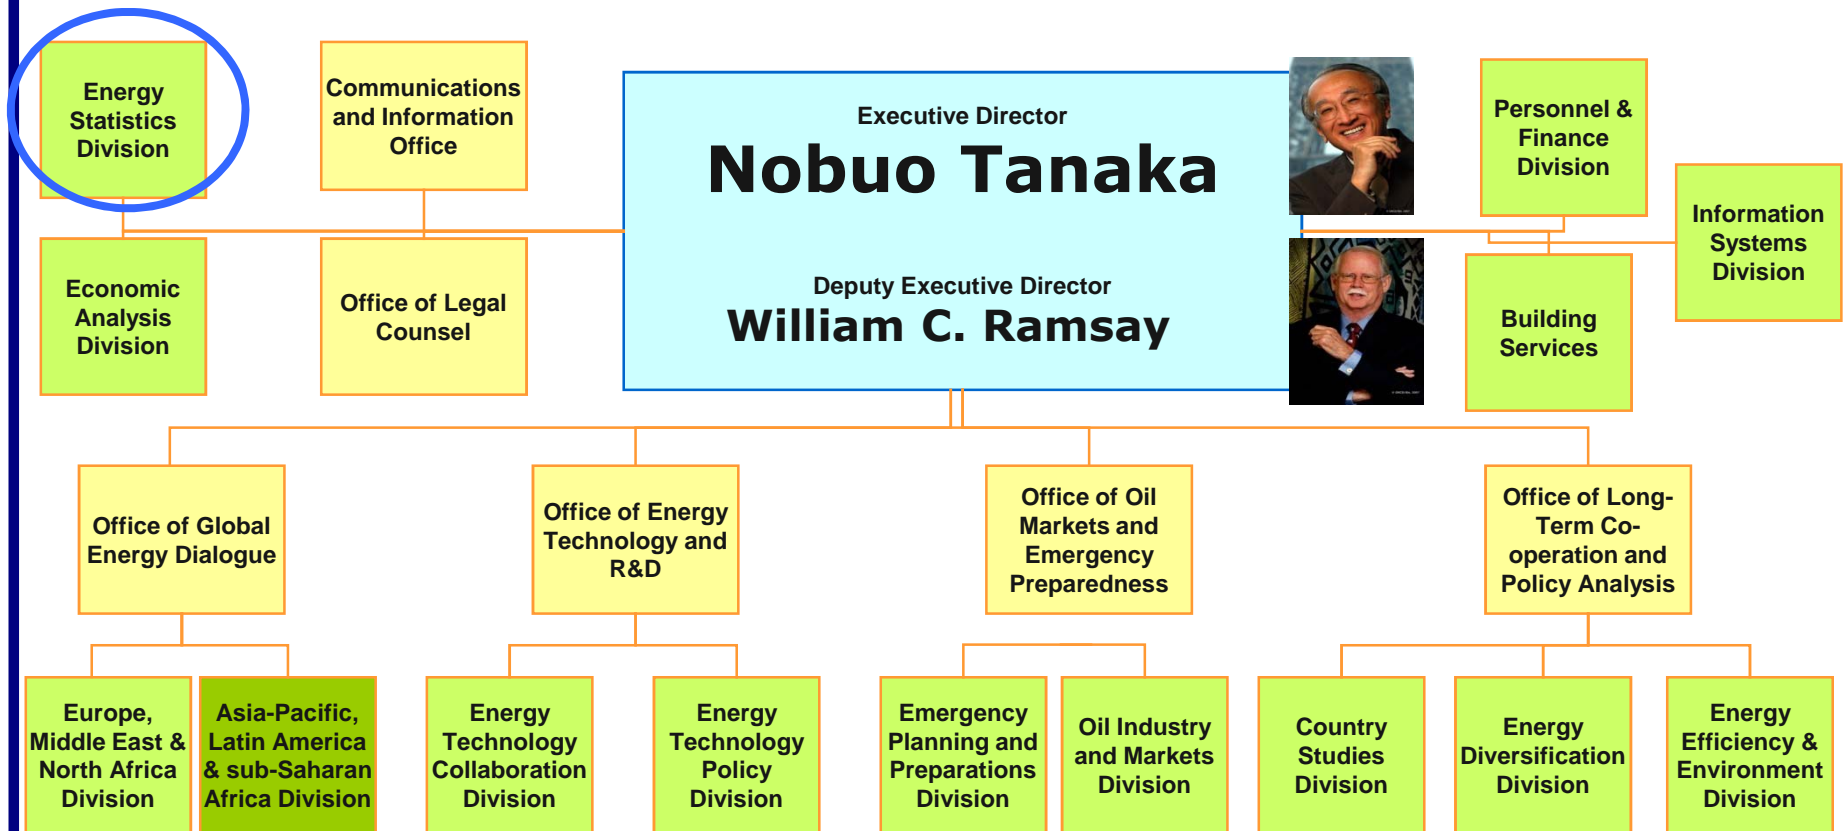 Energy
Statistics
Division
Communications
and Information
Office
Executive Director
Nobuo Tanaka
Deputy Executive Director
William C. Ramsay
Personnel &
Finance
Division
Information
Systems
Division
Economic
Analysis
Division
Office of Legal
Counsel
Building
Services
Office of Global
Energy Dialogue
Office of Energy
Technology and
R&D
Office of Oil
Markets and
Emergency
Preparedness
Office of Long-
Term Co-
operation and
Policy Analysis
Europe,
Middle East &
North Africa
Division
Asia-Pacific,
Latin America
& sub-Saharan
Africa Division
Energy
Technology
Collaboration
Division
Energy
Technology
Policy
Division
Emergency
Planning and
Preparations
Division
Oil Industry
and Markets
Division
Country
Studies
Division
Energy
Diversification
Division
Energy
Efficiency &
Environment
Division